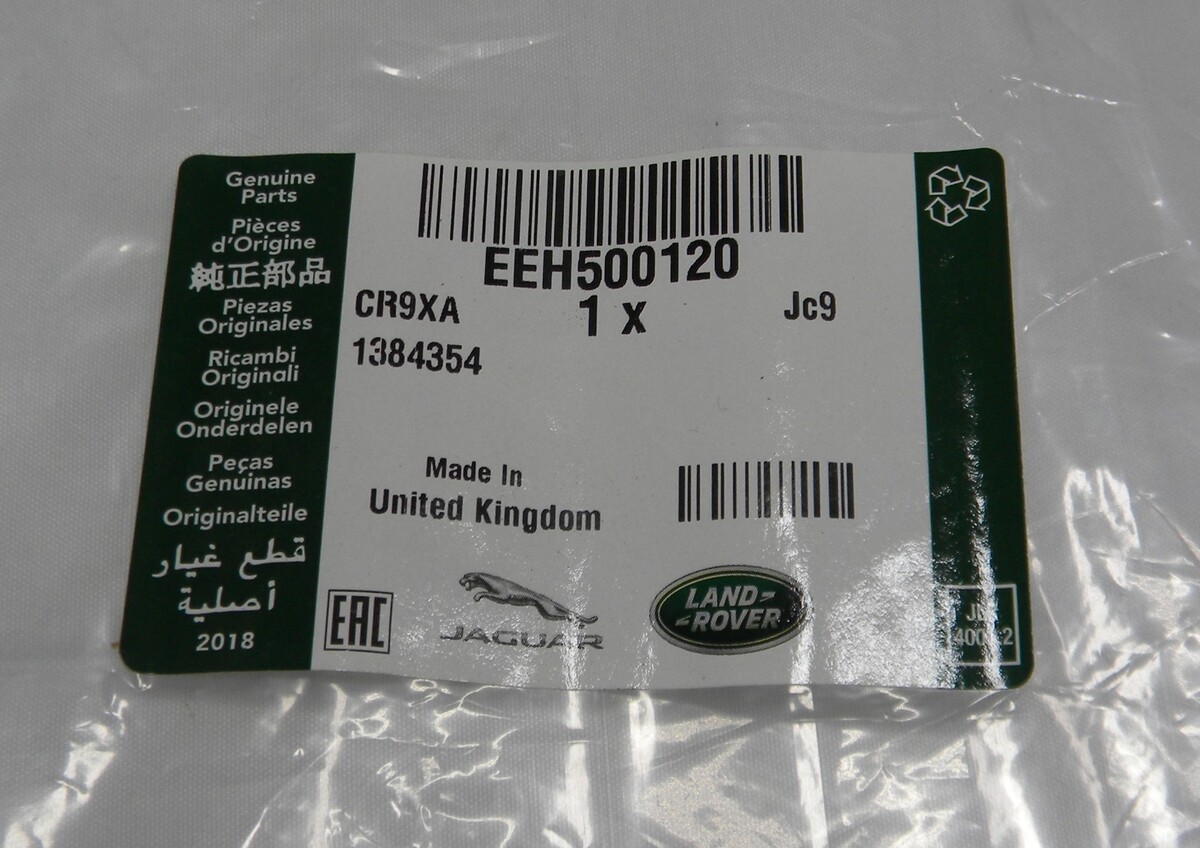 Genuine
Parts
Pièces
d'Origine
純正部品
Piezas
Originales
Ricambi
Originali
Originele
Onderdelen
Peças
Genuinas
Originalteile
قطع غيار
أصلية
2018
EEH500120
CR9XA
1 x
Jc9
1384354
Made In
United Kingdom
EAC
JAGUAR
LAND-
-ROVER